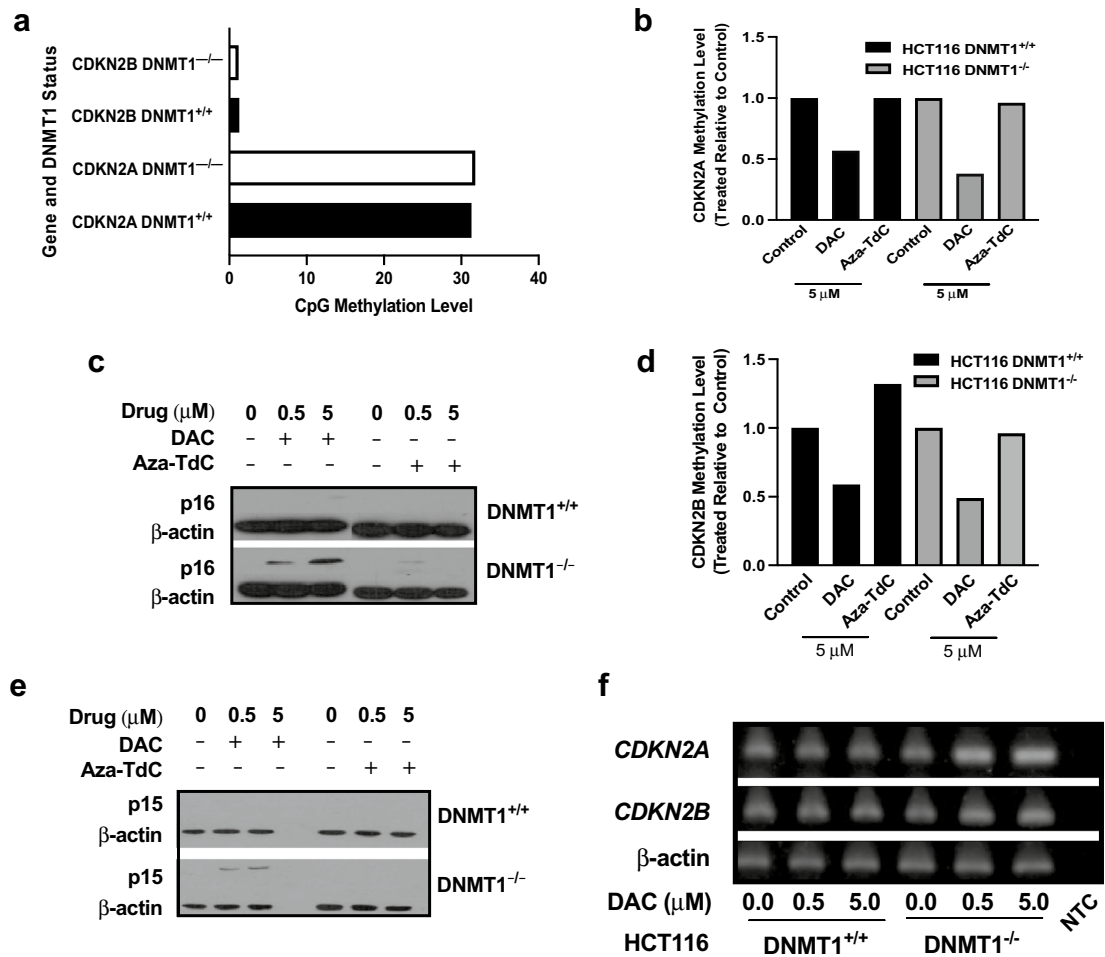 a
Gene and DNMT1 Status
CDKN2B DNMT1—/—
CDKN2B DNMT1+/+
CDKN2A DNMT1—/—
CDKN2A DNMT1+/+
0 10 20 30 40
CpG Methylation Level
b
CDKN2A Methylation Level
(Treated Relative to Control)
1.5
1.0
0.5
0.0
HCT116 DNMT1+/+
HCT116 DNMT1-/-
Control DAC Aza-TdC Control DAC Aza-TdC
5 μM 5 μM
c
Drug (μM) 0 0.5 5 0 0.5 5
DAC – + + – – –
Aza-TdC – – – – + +
p16
β-actin
DNMT1+/+
p16
β-actin
DNMT1–/–
d
CDKN2B Methylation Level
(Treated Relative to Control)
1.5
1.0
0.5
0.0
HCT116 DNMT1+/+
HCT116 DNMT1-/-
Control DAC Aza-TdC Control DAC Aza-TdC
5 μM 5 μM
e
Drug (μM) 0 0.5 5 0 0.5 5
DAC – + + – – –
Aza-TdC – – – – + +
p15
β-actin
DNMT1+/+
p15
β-actin
DNMT1–/–
f
CDKN2A
CDKN2B
β-actin
DAC (μM) 0.0 0.5 5.0 0.0 0.5 5.0 NTC
HCT116 DNMT1+/+ DNMT1-/-